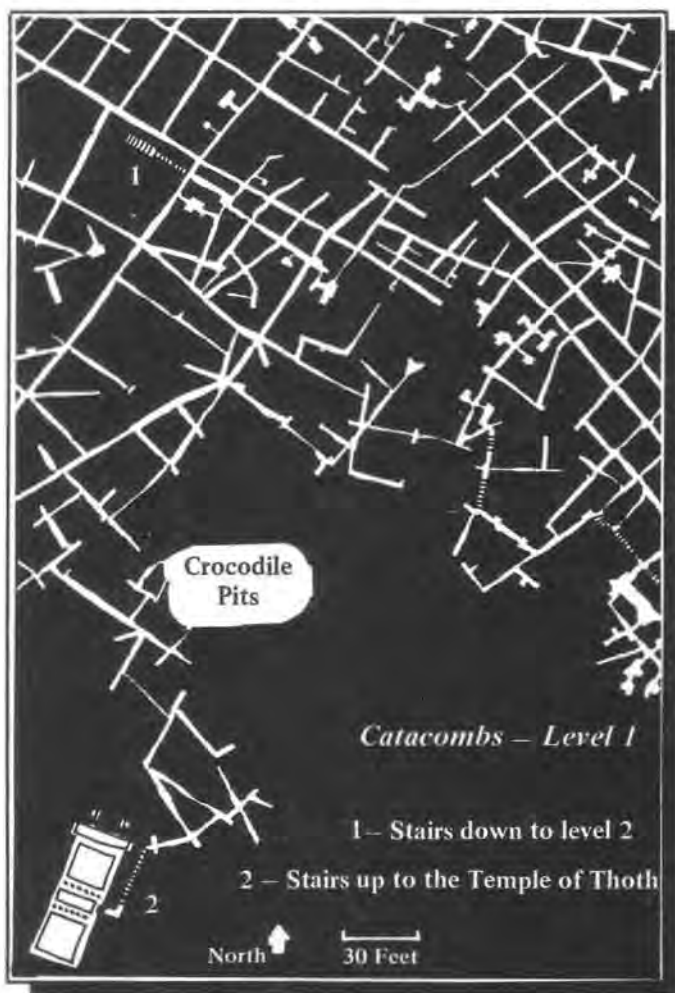 1
Crocodile
Pits
Catacombs – Level 1
1 – Stairs down to level 2
2 – Stairs up to the Temple of Thoth
2
North
30 Feet